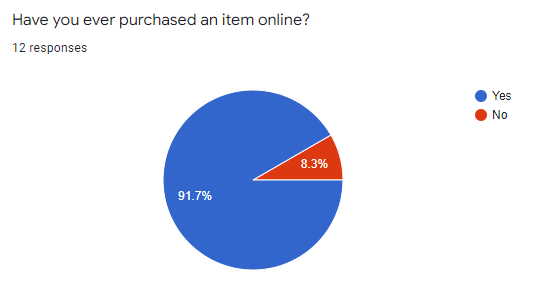 Have you ever purchased an item online?
12 responses
Yes
No
8.3%
91.7%